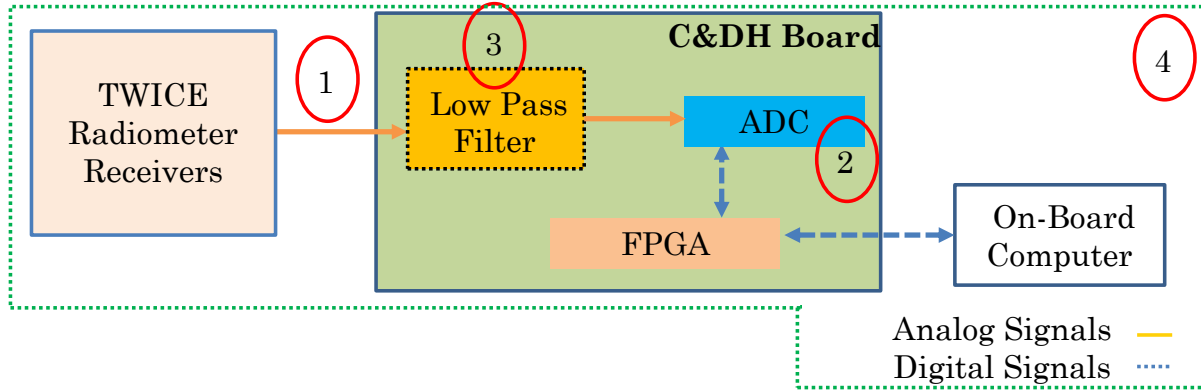 TWICE
Radiometer
Receivers
1
3
C&DH Board
Low Pass
Filter
ADC
2
FPGA
4
On-Board
Computer
Analog Signals
Digital Signals